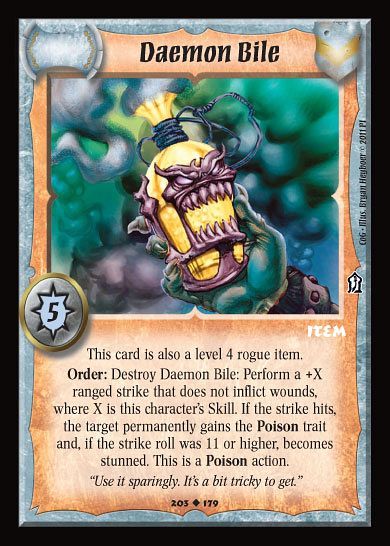 Daemon Bile
CoG • Illus. Bryan Heyboer © 2011 P1
5
ITEM
This card is also a level 4 rogue item.
Order: Destroy Daemon Bile: Perform a +X
ranged strike that does not inflict wounds,
where X is this character's Skill. If the strike hits,
the target permanently gains the Poison trait
and, if the strike roll was 11 or higher, becomes
stunned. This is a Poison action.
"Use it sparingly. It's a bit tricky to get."
203 ◆ 179